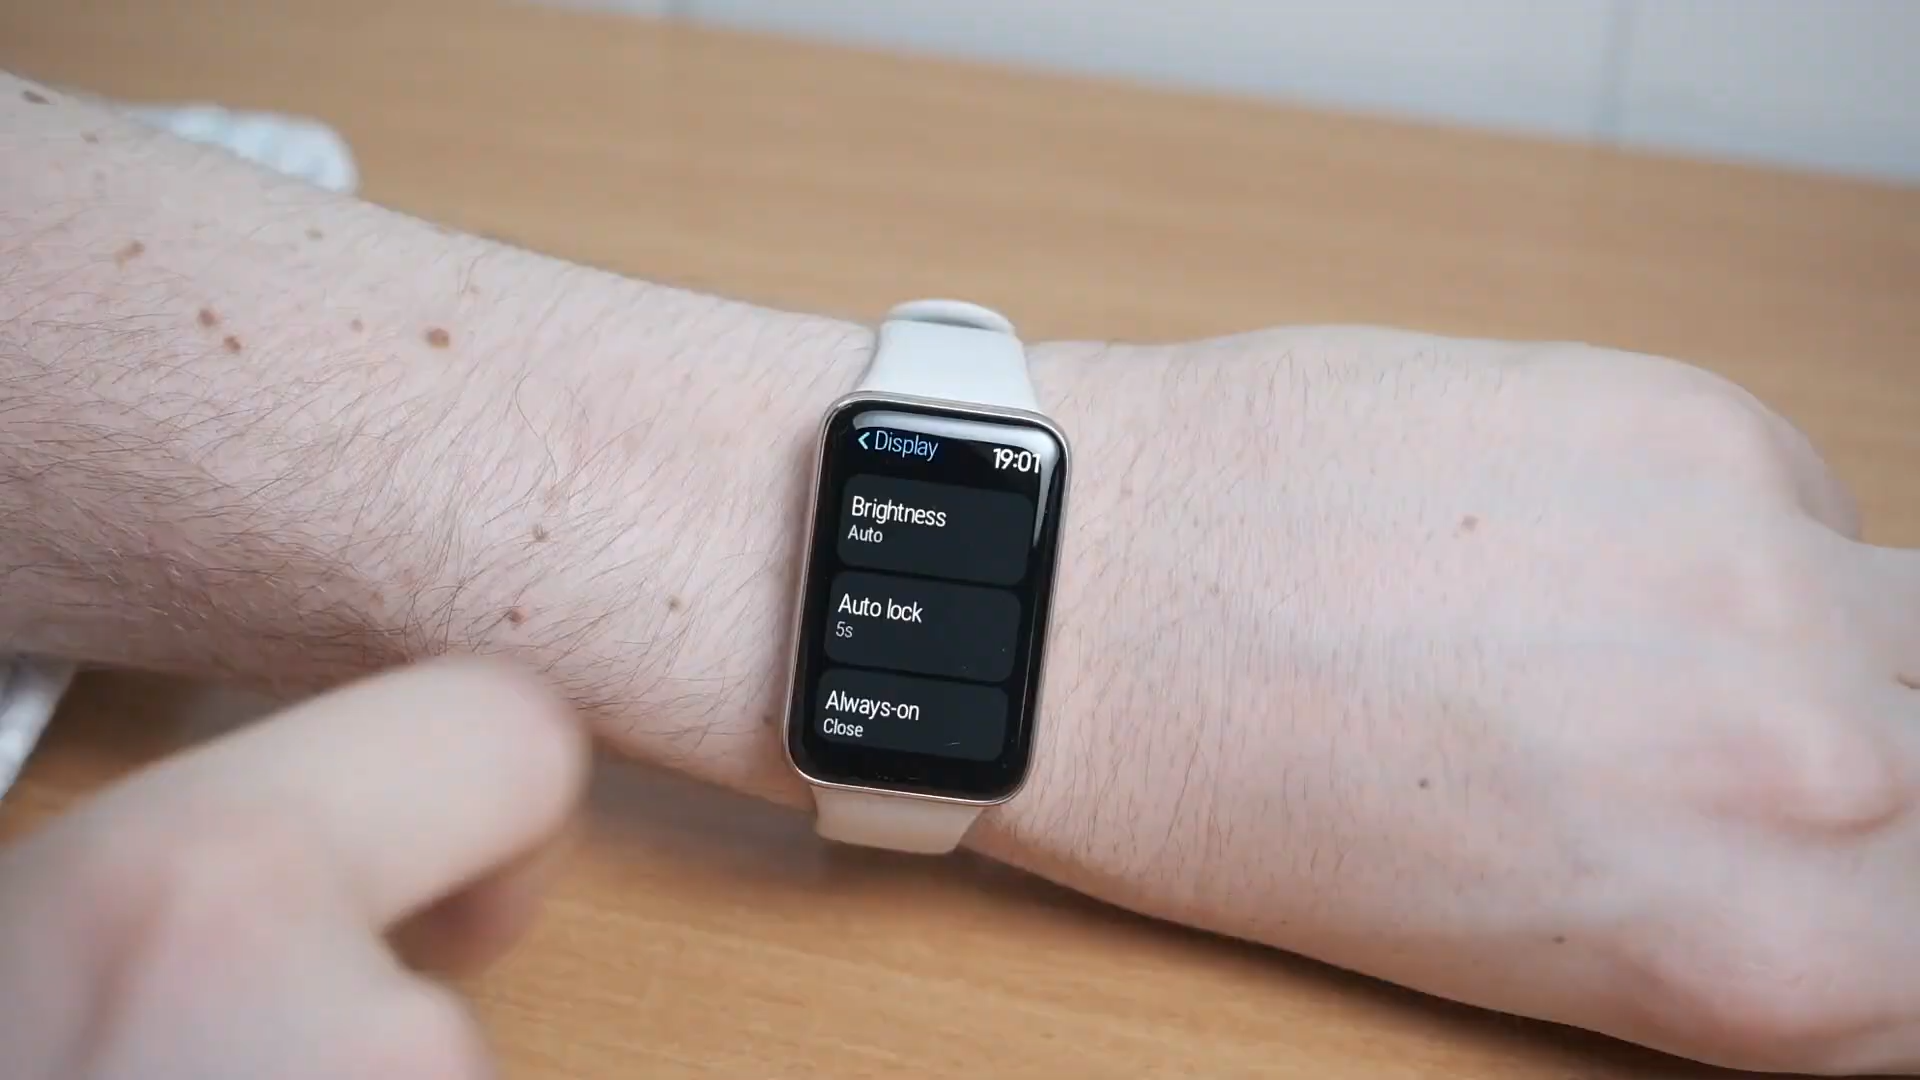 Display
19:01
Brightness
Auto
Auto lock
5s
Always-on
Close